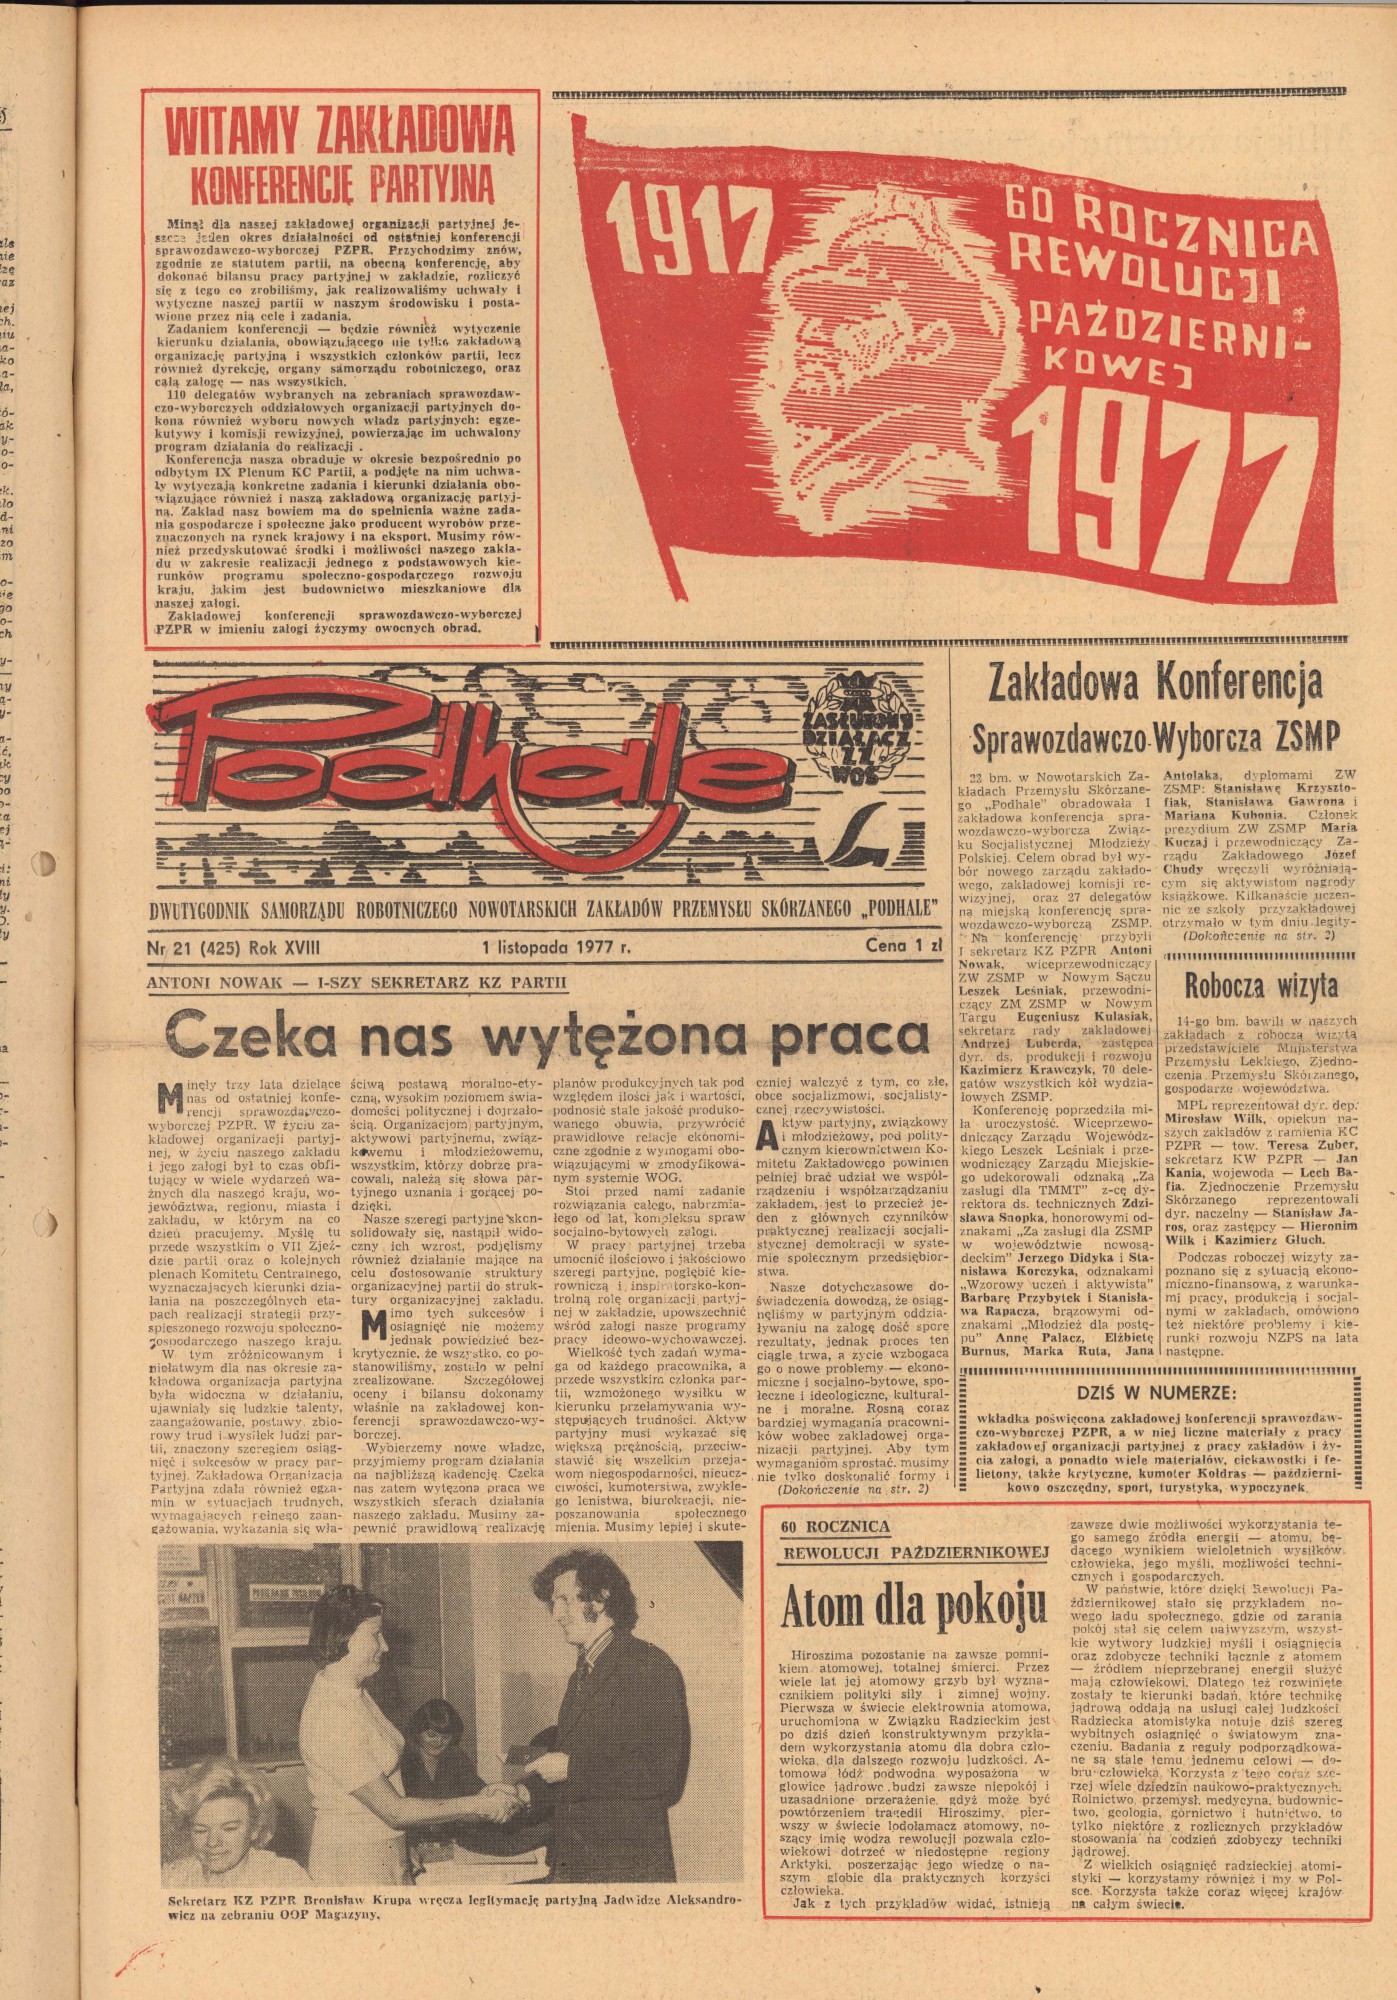 WITAMY ZAKŁADOWĄ
KONFERENCJĘ PARTYJNĄ
Minął dla naszej zakładowej organizacji partyjnej je-
szcze jeden okres działalności od ostatniej konferencji
sprawozdawczo-wyborczej PZPR. Przychodzimy znów,
zgodnie ze statutem partii, na obecną konferencję, aby
dokonać bilansu pracy partyjnej w zakładzie, rozliczyć
się z tego co zrobiliśmy, jak realizowaliśmy uchwały i
wytyczne naszej partii w naszym środowisku i posta-
wione przez nią cele i zadania.
Zadaniem konferencji — będzie również wytyczenie
kierunku działania, obowiązującego nie tylko zakładową
organizację partyjną i wszystkich członków partii, lecz
również dyrekcję, organy samorządu robotniczego, oraz
całą załogę — nas wszystkich.
110 delegatów wybranych na zebraniach sprawozdaw-
czo-wyborczych oddziałowych organizacji partyjnych do-
kona również wyboru nowych władz partyjnych: egze-
kutywy i komisji rewizyjnej, powierzając im uchwalony
program działania do realizacji .
Konferencja nasza obraduje w okresie bezpośrednio po
odbytym IX Plenum KC Partii, a podjęte na nim uchwa-
ły wytyczają konkretne zadania i kierunki działania obo-
wiązujące również i naszą zakładową organizację partyj-
ną. Zakład nasz bowiem ma do spełnienia ważne zada-
nia gospodarcze i społeczne jako producent wyrobów prze-
znaczonych na rynek krajowy i na eksport. Musimy rów-
nież przedyskutować środki i możliwości naszego zakła-
du w zakresie realizacji jednego z podstawowych kie-
runków programu społeczno-gospodarczego rozwoju
kraju, jakim jest budownictwo mieszkaniowe dla
naszej załogi.
Zakładowej konferencji sprawozdawczo-wyborczej
PZPR w imieniu załogi życzymy owocnych obrad.
1917
60 ROCZNICA
REWOLUCJI
PAŹDZIERNI-
KOWEJ
1977
Podhale
ZASŁUŻONY
DZIAŁACZ
ZZ
WOG
DWUTYGODNIK SAMORZĄDU ROBOTNICZEGO NOWOTARSKICH ZAKŁADÓW PRZEMYSŁU SKÓRZANEGO „PODHALE”
Nr 21 (425) Rok XVIII 1 listopada 1977 r. Cena 1 zł
ANTONI NOWAK — I-SZY SEKRETARZ KZ PARTII
Czeka nas wytężona praca
Minęły trzy lata dzielące
nas od ostatniej konfe-
rencji sprawozdawczo-
wyborczej PZPR. W życiu za-
kładowej organizacji partyj-
nej, w życiu naszego zakładu
i jego załogi był to czas obfi-
tujący w wiele wydarzeń wa-
żnych dla naszego kraju, wo-
jewództwa, regionu, miasta i
zakładu, w którym na co
dzień pracujemy. Myślę tu
przede wszystkim o VII Zjeź-
dzie partii oraz o kolejnych
plenach Komitetu Centralnego,
wyznaczających kierunki dzia-
łania na poszczególnych eta-
pach realizacji strategii przy-
spieszonego rozwoju społeczno-
gospodarczego naszego kraju.
W tym zróżnicowanym i
niełatwym dla nas okresie za-
kładowa organizacja partyjna
była widoczna w działaniu,
ujawniały się ludzkie talenty,
zaangażowanie, postawy, zbio-
rowy trud i wysiłek ludzi par-
tii, znaczony szeregiem osiąg-
nięć i sukcesów w pracy par-
tyjnej. Zakładowa Organizacja
Partyjna zdała również egza-
min w sytuacjach trudnych,
wymagających pełnego zaan-
gażowania, wykazania się wła-
ściwą postawą moralno-ety-
czną, wysokim poziomem świa-
domości politycznej i dojrzało-
ścią. Organizacjom partyjnym,
aktywowi partyjnemu, związ-
kowemu i młodzieżowemu,
wszystkim, którzy dobrze pra-
cowali, należą się słowa par-
tyjnego uznania i gorącej po-
dzięki.
Nasze szeregi partyjne skon-
solidowały się, nastąpił wido-
czny ich wzrost, podjęliśmy
również działanie mające na
celu dostosowanie struktury
organizacyjnej partii do struk-
tury organizacyjnej zakładu.
Mimo tych sukcesów i
osiągnięć nie możemy
jednak powiedzieć bez-
krytycznie, że wszystko, co po-
stanowiliśmy, zostało w pełni
zrealizowane. Szczegółowej
oceny i bilansu dokonamy
właśnie na zakładowej kon-
ferencji sprawozdawczo-wy-
borczej.
Wybierzemy nowe władze,
przyjmiemy program działania
na najbliższą kadencję. Czeka
nas zatem wytężona praca we
wszystkich sferach działania
naszego zakładu. Musimy za-
pewnić prawidłową realizację
planów produkcyjnych tak pod
względem ilości jak i wartości,
podnosić stale jakość produko-
wanego obuwia, przywrócić
prawidłowe relacje ekonomi-
czne zgodnie z wymogami obo-
wiązującymi w zmodyfikowa-
nym systemie WOG.
Stoi przed nami zadanie
rozwiązania całego, nabrzmia-
łego od lat, kompleksu spraw
socjalno-bytowych załogi.
W pracy partyjnej trzeba
umocnić ilościowo i jakościowo
szeregi partyjne, pogłębić kie-
rowniczą i inspiratorsko-kon-
trolną rolę organizacji partyj-
nej w zakładzie, upowszechnić
wśród załogi nasze programy
pracy ideowo-wychowawczej.
Wielkość tych zadań wyma-
ga od każdego pracownika, a
przede wszystkim członka par-
tii, wzmożonego wysiłku w
kierunku przełamywania wy-
stępujących trudności. Aktyw
partyjny musi wykazać się
większą prężnością, przeciw-
stawić się wszelkim przeja-
wom niegospodarności, nieucz-
ciwości, kumoterstwa, zwykłe-
go lenistwa, biurokracji, nie-
poszanowania społecznego
mienia. Musimy lepiej i skute-
czniej walczyć z tym, co złe,
obce socjalizmowi, socjalisty-
cznej rzeczywistości.
Aktyw partyjny, związkowy
i młodzieżowy, pod polity-
cznym kierownictwem Ko-
mitetu Zakładowego powinien
pełniej brać udział we współ-
rządzeniu i współzarządzaniu
zakładem, jest to przecież je-
den z głównych czynników
praktycznej realizacji socjali-
stycznej demokracji w syste-
mie społecznym przedsiębior-
stwa.
Nasze dotychczasowe do-
świadczenia dowodzą, że osiąg-
nęliśmy w partyjnym oddzia-
ływaniu na załogę dość spore
rezultaty, jednak proces ten
ciągle trwa, a życie wzbogaca
go o nowe problemy — ekono-
miczne i socjalno-bytowe, spo-
łeczne i ideologiczne, kultural-
ne i moralne. Rosną coraz
bardziej wymagania pracowni-
ków wobec zakładowej orga-
nizacji partyjnej. Aby tym
wymaganiom sprostać, musimy
nie tylko doskonalić formy i
(Dokończenie na str. 2)
Zakładowa Konferencja
Sprawozdawczo-Wyborcza ZSMP
22 bm. w Nowotarskich Za-
kładach Przemysłu Skórzane-
go „Podhale” obradowała I
zakładowa konferencja spra-
wozdawczo-wyborcza Związ-
ku Socjalistycznej Młodzieży
Polskiej. Celem obrad był wy-
bór nowego zarządu zakłado-
wego, zakładowej komisji re-
wizyjnej, oraz 27 delegatów
na miejską konferencję spra-
wozdawczo-wyborczą ZSMP.
Na konferencję przybyli
I sekretarz KZ PZPR Antoni
Nowak, wiceprzewodniczący
ZW ZSMP w Nowym Sączu
Leszek Leśniak, przewodni-
czący ZM ZSMP w Nowym
Targu Eugeniusz Kulasiak,
sekretarz rady zakładowej
Andrzej Luberda, zastępca
dyr. ds. produkcji i rozwoju
Kazimierz Krawczyk, 70 dele-
gatów wszystkich kół wydzia-
łowych ZSMP.
Konferencję poprzedziła mi-
ła uroczystość. Wiceprzewo-
dniczący Zarządu Wojewódz-
kiego Leszek Leśniak i prze-
wodniczący Zarządu Miejskie-
go udekorowali odznaką „Za
zasługi dla TMMT” z-cę dy-
rektora ds. technicznych Zdzi-
sława Snopka, honorowymi od-
znakami „Za zasługi dla ZSMP
w województwie nowosą-
deckim” Jerzego Didyka i Sta-
nisława Korczyka, odznakami
„Wzorowy uczeń i aktywista”
Barbarę Przybyłek i Stanisła-
wa Rapacza, brązowymi od-
znakami „Młodzież dla postę-
pu” Annę Palacz, Elżbietę
Burnus, Marka Ruta, Jana
Antolaka, dyplomami ZW
ZSMP: Stanisławę Krzyszto-
fiak, Stanisława Gawrona i
Mariana Kubonia. Członek
prezydium ZW ZSMP Maria
Kuczaj i przewodniczący Za-
rządu Zakładowego Józef
Chudy wręczyli wyróżniają-
cym się aktywistom nagrody
książkowe. Kilkanaście uczen-
nic ze szkoły przyzakładowej
otrzymało w tym dniu legity-
(Dokończenie na str. 2)
Robocza wizyta
14-go bm. bawili w naszych
zakładach z roboczą wizytą
przedstawiciele Ministerstwa
Przemysłu Lekkiego, Zjedno-
czenia Przemysłu Skórzanego,
gospodarze województwa.
MPL reprezentował dyr. dep.
Mirosław Wilk, opiekun na-
szych zakładów z ramienia KC
PZPR — tow. Teresa Zuber,
sekretarz KW PZPR — Jan
Kania, wojewoda — Lech Ba-
fia. Zjednoczenie Przemysłu
Skórzanego reprezentowali
dyr. naczelny — Stanisław Ja-
ros, oraz zastępcy — Hieronim
Wilk i Kazimierz Głuch.
Podczas roboczej wizyty za-
poznano się z sytuacją ekono-
miczno-finansową, z warunka-
mi pracy, produkcją i socjal-
nymi w zakładach, omówiono
też niektóre problemy i kie-
runki rozwoju NZPS na lata
następne.
DZIŚ W NUMERZE:
wkładka poświęcona zakładowej konferencji sprawozdaw-
czo-wyborczej PZPR, a w niej liczne materiały z pracy
zakładowej organizacji partyjnej z pracy zakładów i ży-
cia załogi, a ponadto wiele materiałów, ciekawostki i fe-
lietony, także krytyczne, kumoter Kołdras — październi-
kowo oszczędny, sport, turystyka, wypoczynek.
60 ROCZNICA
REWOLUCJI PAŹDZIERNIKOWEJ
Atom dla pokoju
Hiroszima pozostanie na zawsze pomni-
kiem atomowej, totalnej śmierci. Przez
wiele lat jej atomowy grzyb był wyzna-
cznikiem polityki siły i zimnej wojny.
Pierwsza w świecie elektrownia atomowa,
uruchomiona w Związku Radzieckim jest
po dziś dzień konstruktywnym przykła-
dem wykorzystania atomu dla dobra czło-
wieka, dla dalszego rozwoju ludzkości. A-
tomowa łódź podwodna wyposażona w
głowice jądrowe budzi zawsze niepokój i
uzasadnione przerażenie, gdyż może być
powtórzeniem tragedii Hiroszimy, pier-
wszy w świecie lodołamacz atomowy, no-
szący imię wodza rewolucji pozwala czło-
wiekowi dotrzeć w niedostępne regiony
Arktyki, poszerzając jego wiedzę o na-
szym globie dla praktycznych korzyści
człowieka.
Jak z tych przykładów widać, istnieją
zawsze dwie możliwości wykorzystania te-
go samego źródła energii — atomu, bę-
dącego wynikiem wieloletnich wysiłków
człowieka, jego myśli, możliwości techni-
cznych i gospodarczych.
W państwie, które dzięki Rewolucji Pa-
ździernikowej stało się przykładem no-
wego ładu społecznego, gdzie od zarania
pokój stał się celem najwyższym, wszyst-
kie wytwory ludzkiej myśli i osiągnięcia
oraz zdobycze techniki łącznie z atomem
— źródłem nieprzebranej energii służyć
mają człowiekowi. Dlatego też rozwinięte
zostały te kierunki badań, które technikę
jądrową oddają na usługi całej ludzkości.
Radziecka atomistyka notuje dziś szereg
wybitnych osiągnięć o światowym zna-
czeniu. Badania z reguły podporządkowa-
ne są stale temu jednemu celowi — do-
bru człowieka. Korzysta z tego coraz sze-
rzej wiele dziedzin naukowo-praktycznych.
Rolnictwo, przemysł, medycyna, budownic-
two, geologia, górnictwo i hutnictwo, to
tylko niektóre z rozlicznych przykładów
stosowania na codzień zdobyczy techniki
jądrowej.
Z wielkich osiągnięć radzieckiej atomi-
styki — korzystamy również i my w Pol-
sce. Korzysta także coraz więcej krajów
na całym świecie.
Sekretarz KZ PZPR Bronisław Krupa wręcza legitymację partyjną Jadwidze Aleksandro-
wicz na zebraniu OOP Magazyny.